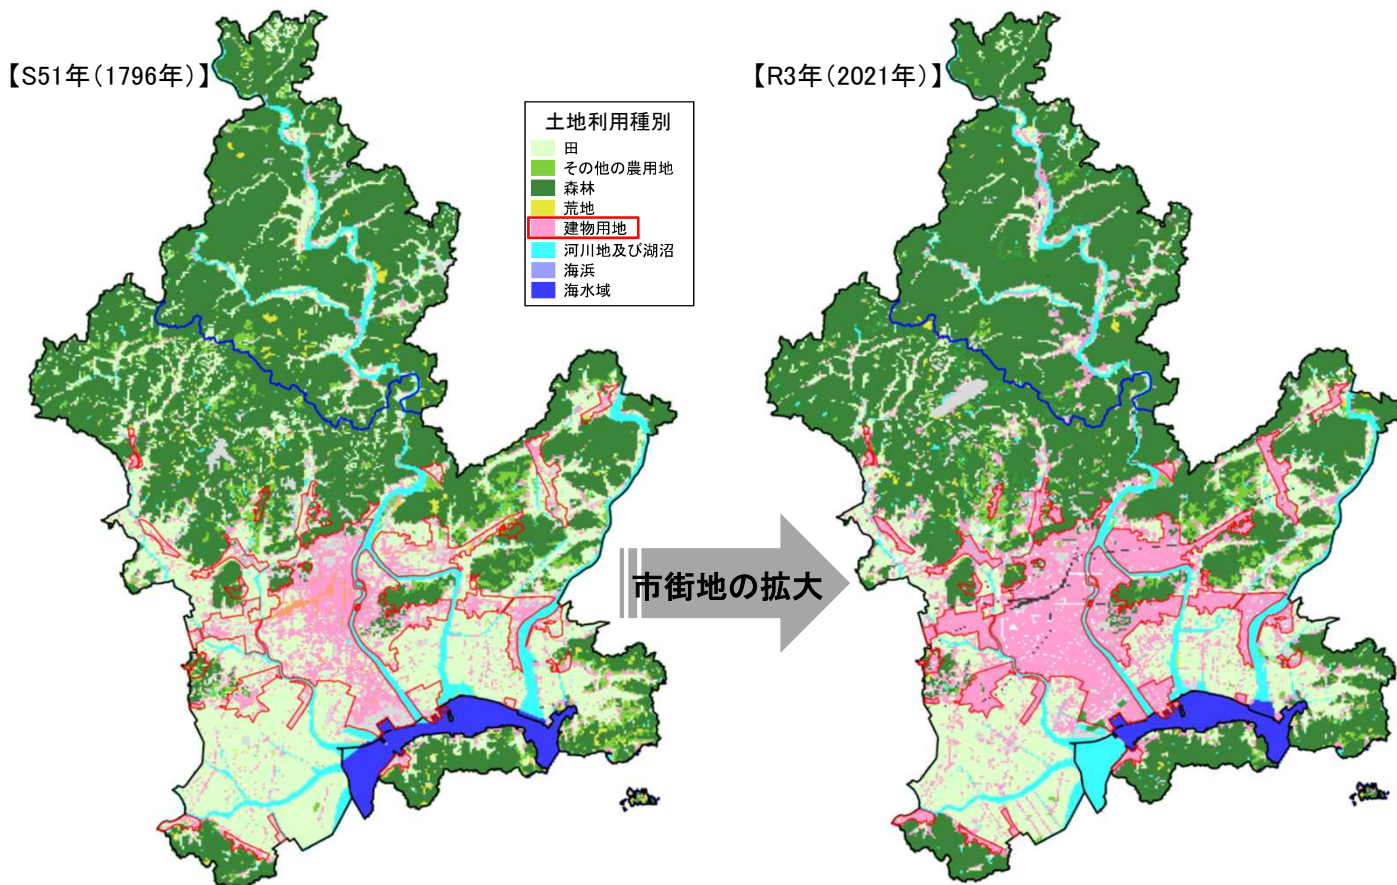 【S51年（1796年）】
【R3年（2021年）】
土地利用種別
田
その他の農用地
森林
荒地
建物用地
河川地及び湖沼
海浜
海水域
市街地の拡大